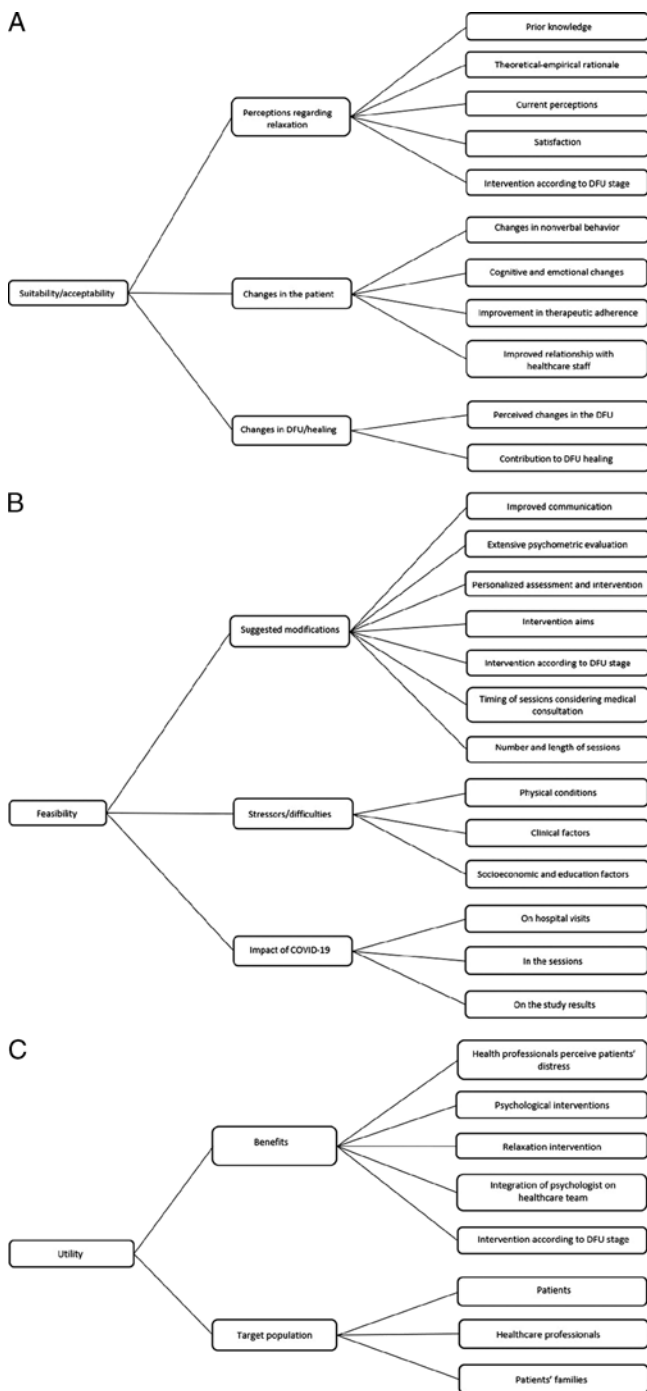 A
Prior knowledge
Theoretical-empirical rationale
Perceptions regarding
relaxation
Current perceptions
Satisfaction
Intervention according to DFU stage
Changes in nonverbal behavior
Cognitive and emotional changes
Suitability/acceptability
Changes in the patient
Improvement in therapeutic adherence
Improved relationship with
healthcare staff
Perceived changes in the DFU
Changes in DFU/healing
Contribution to DFU healing
B
Improved communication
Extensive psychometric evaluation
Personalized assessment and intervention
Suggested modifications
Intervention aims
Intervention according to DFU stage
Timing of sessions considering medical
consultation
Number and length of sessions
Physical conditions
Feasibility
Stressors/difficulties
Clinical factors
Socioeconomic and education factors
On hospital visits
Impact of COVID-19
In the sessions
On the study results
C
Health professionals perceive patients'
distress
Psychological interventions
Benefits
Relaxation intervention
Integration of psychologist on
healthcare team
Intervention according to DFU stage
Utility
Patients
Target population
Healthcare professionals
Patients' families